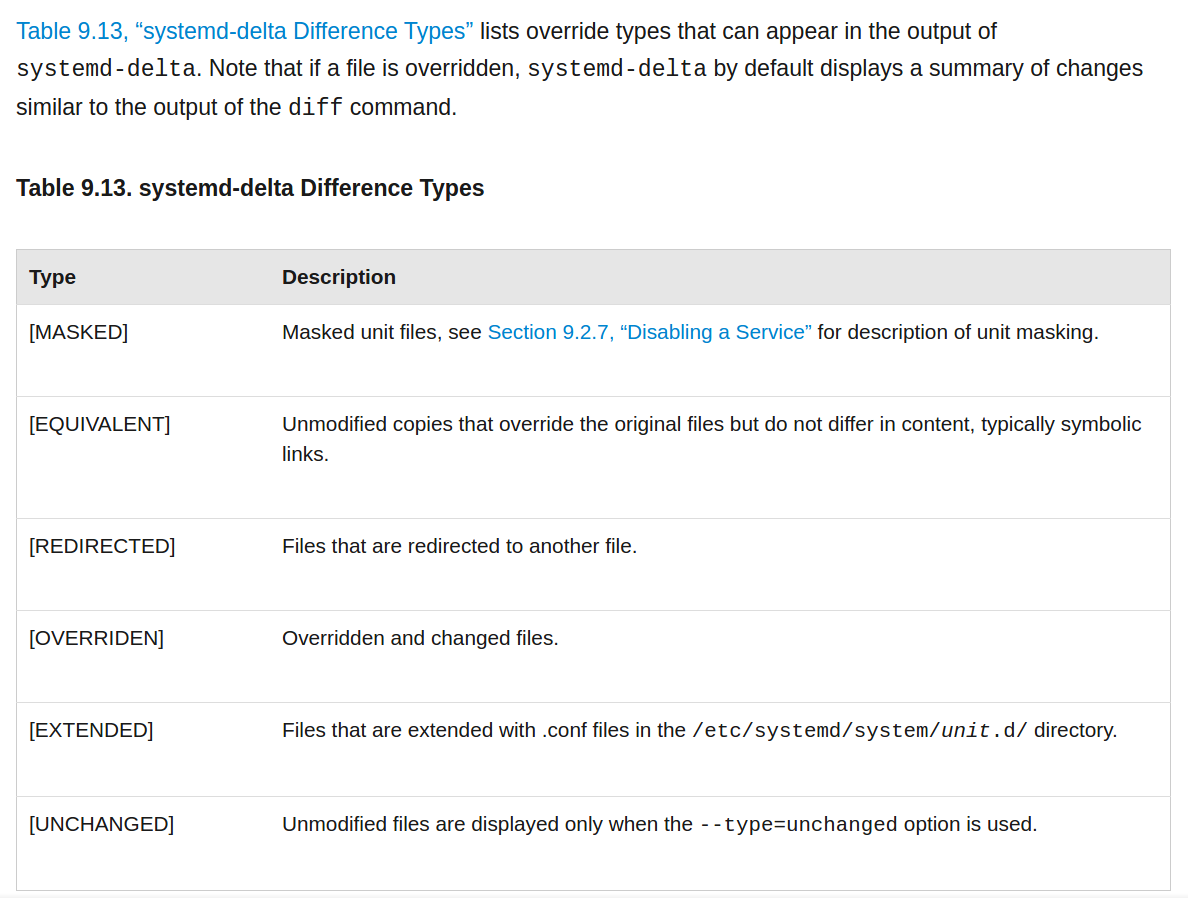 Table 9.13, “systemd-delta Difference Types” lists override types that can appear in the output of
systemd-delta. Note that if a file is overridden, systemd-delta by default displays a summary of changes
similar to the output of the diff command.
Table 9.13. systemd-delta Difference Types
Type Description
[MASKED] Masked unit files, see Section 9.2.7, “Disabling a Service” for description of unit masking.
[EQUIVALENT] Unmodified copies that override the original files but do not differ in content, typically symbolic
links.
[REDIRECTED] Files that are redirected to another file.
[OVERRIDEN] Overridden and changed files.
[EXTENDED] Files that are extended with .conf files in the /etc/systemd/system/unit.d/ directory.
[UNCHANGED] Unmodified files are displayed only when the --type=unchanged option is used.